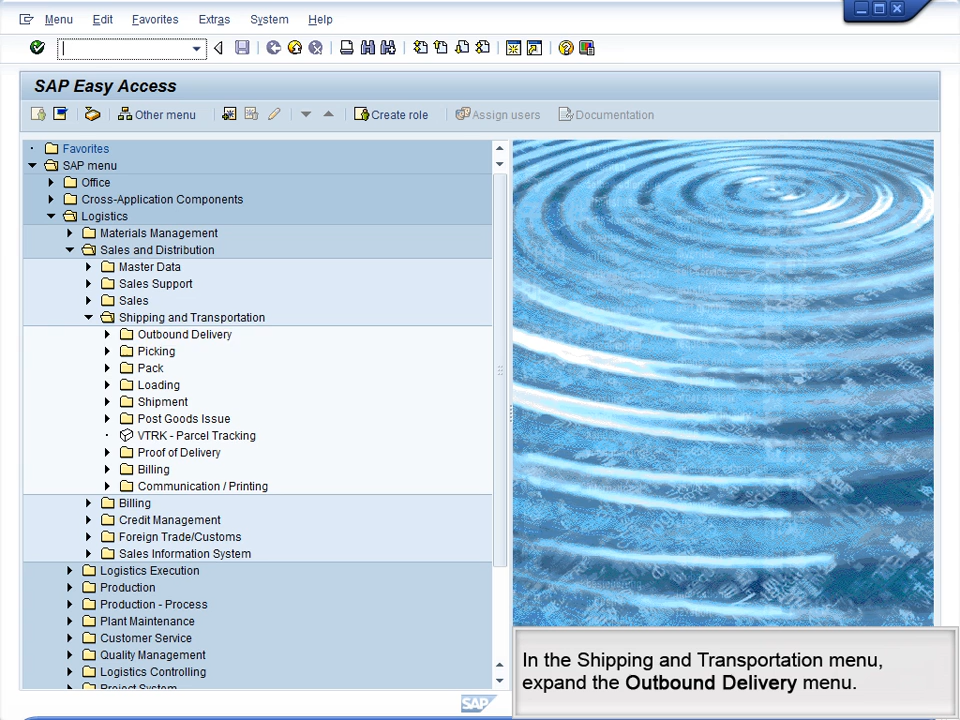 Menu Edit Favorites Extras System Help
SAP Easy Access
Other menu Create role Assign users Documentation
Favorites
SAP menu
Office
Cross-Application Components
Logistics
Materials Management
Sales and Distribution
Master Data
Sales Support
Sales
Shipping and Transportation
Outbound Delivery
Picking
Pack
Loading
Shipment
Post Goods Issue
VTRK - Parcel Tracking
Proof of Delivery
Billing
Communication / Printing
Billing
Credit Management
Foreign Trade/Customs
Sales Information System
Logistics Execution
Production
Production - Process
Plant Maintenance
Customer Service
Quality Management
Logistics Controlling
Project System
In the Shipping and Transportation menu,
expand the Outbound Delivery menu.
SAP